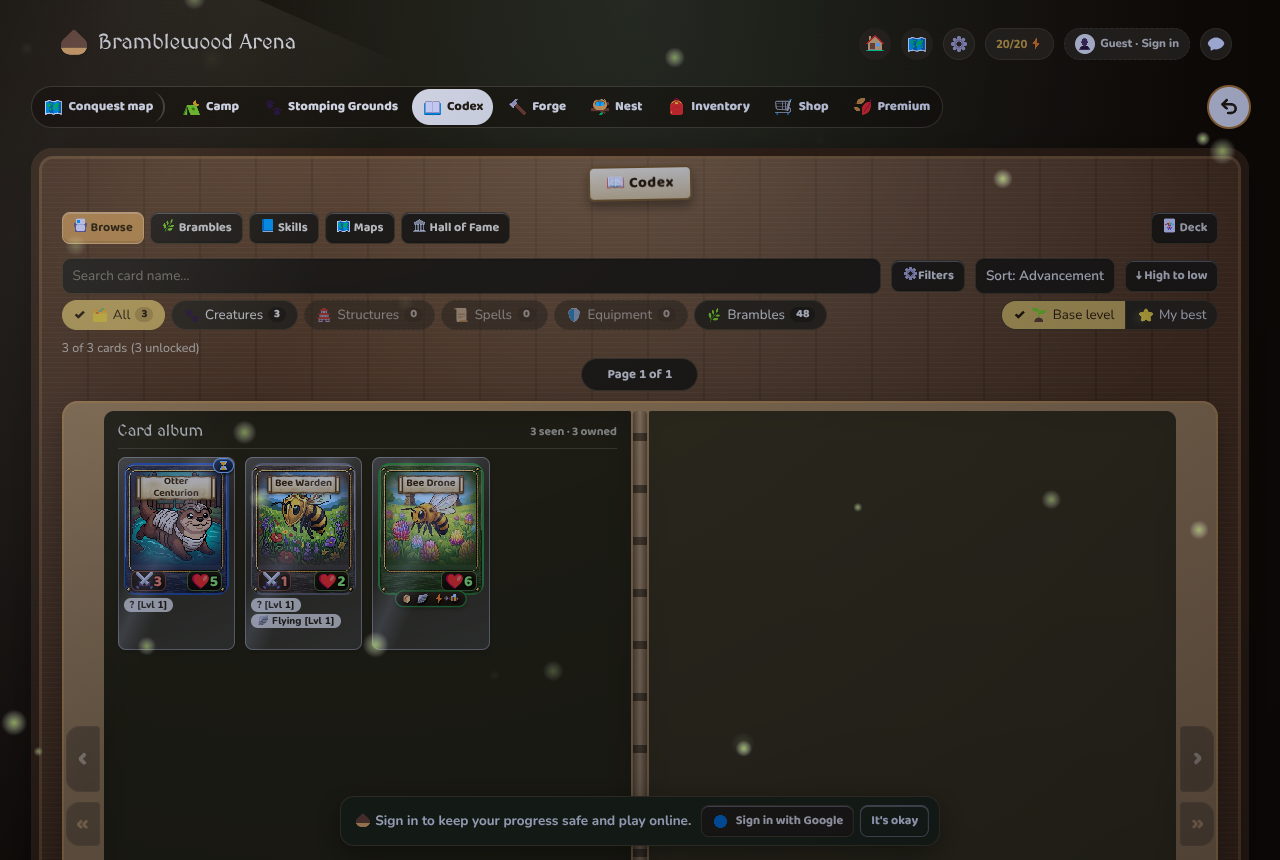 Bramblewood Arena
20/20
Guest · Sign in
Conquest map
Camp
Stomping Grounds
Codex
Forge
Nest
Inventory
Shop
Premium
Codex
Browse
Brambles
Skills
Maps
Hall of Fame
Deck
Search card name...
Filters
Sort: Advancement
↓ High to low
All 3
Creatures 3
Structures 0
Spells 0
Equipment 0
Brambles 48
Base level
My best
3 of 3 cards (3 unlocked)
Page 1 of 1
Card album
3 seen · 3 owned
Otter
Centurion
3
5
? [Lvl 1]
Bee Warden
1
2
? [Lvl 1]
Flying [Lvl 1]
Bee Drone
6
Sign in to keep your progress safe and play online.
Sign in with Google
It's okay